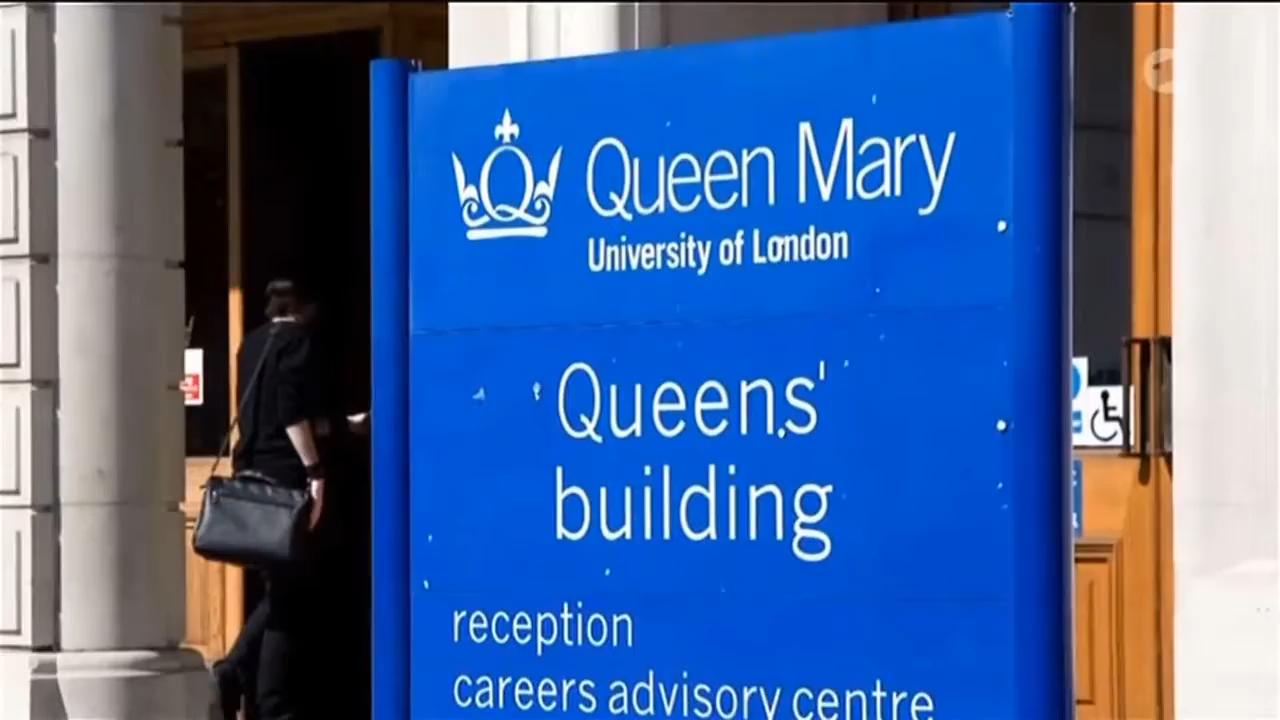 Queen Mary
University of London
Queens'
building
reception
careers advisory centre